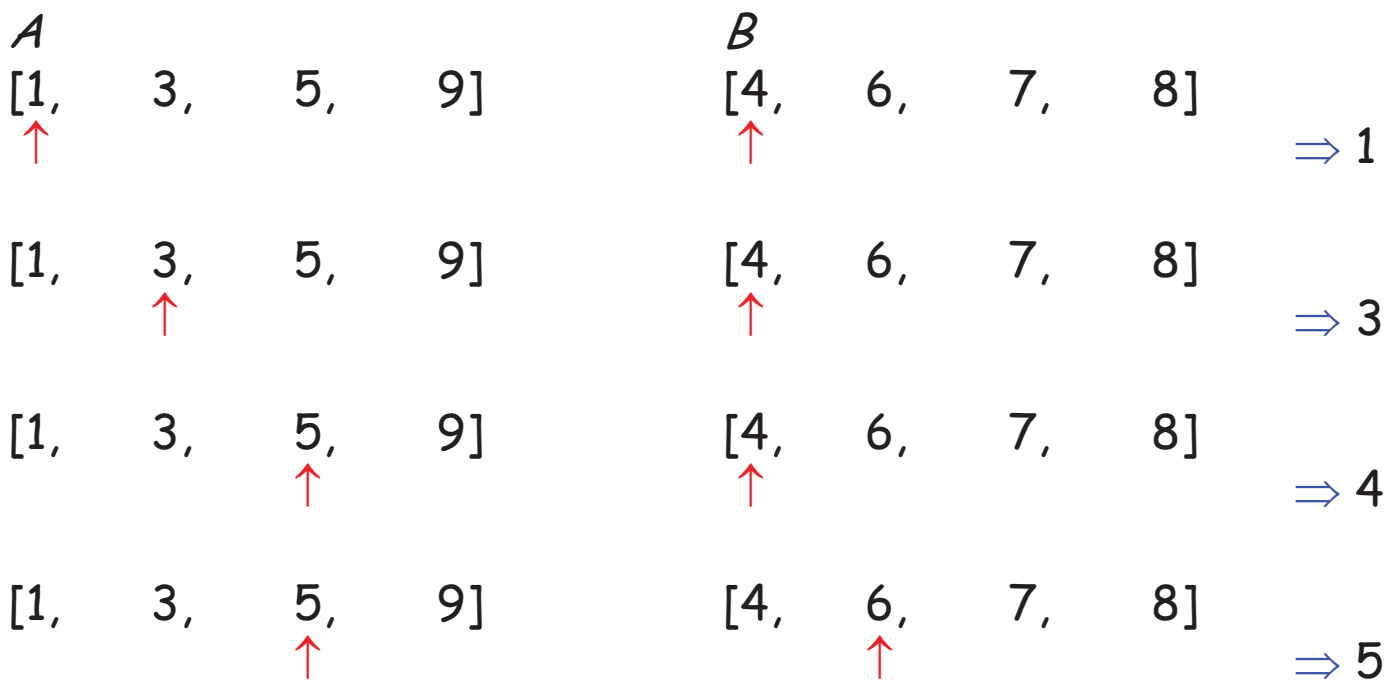 A B
[1, 3, 5, 9] [4, 6, 7, 8]
↑ ↑ ⇒ 1
[1, 3, 5, 9] [4, 6, 7, 8]
↑ ↑ ⇒ 3
[1, 3, 5, 9] [4, 6, 7, 8]
↑ ↑ ⇒ 4
[1, 3, 5, 9] [4, 6, 7, 8]
↑ ↑ ⇒ 5